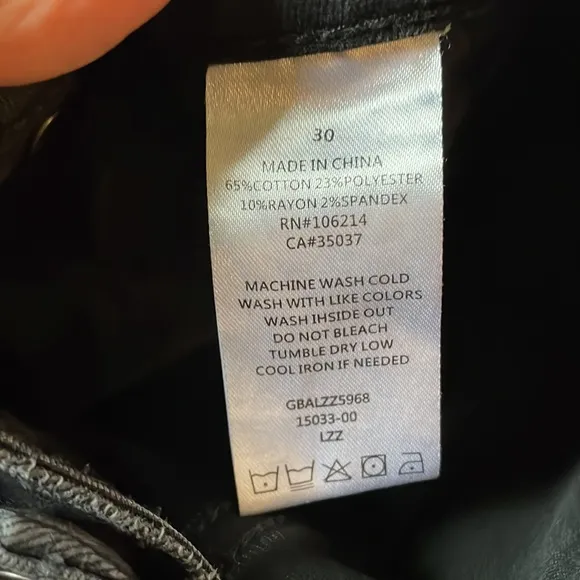 30
MADE IN CHINA
65%COTTON 23%POLYESTER
10%RAYON 2%SPANDEX
RN#106214
CA#35037
MACHINE WASH COLD
WASH WITH LIKE COLORS
WASH IHSIDE OUT
DO NOT BLEACH
TUMBLE DRY LOW
COOL IRON IF NEEDED
GBALZZ5968
15033-00
LZZ